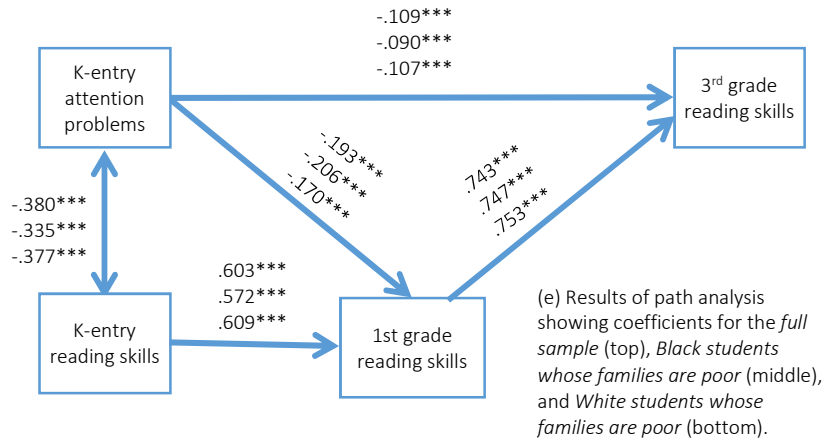 -.109***
-.090***
-.107***
K-entry
attention
problems
3rd grade
reading skills
-.193***
-.206***
-.170***
.743***
.747***
.753***
-.380***
-.335***
-.377***
.603***
.572***
.609***
K-entry
reading skills
1st grade
reading skills
(e) Results of path analysis
showing coefficients for the full
sample (top), Black students
whose families are poor (middle),
and White students whose
families are poor (bottom).